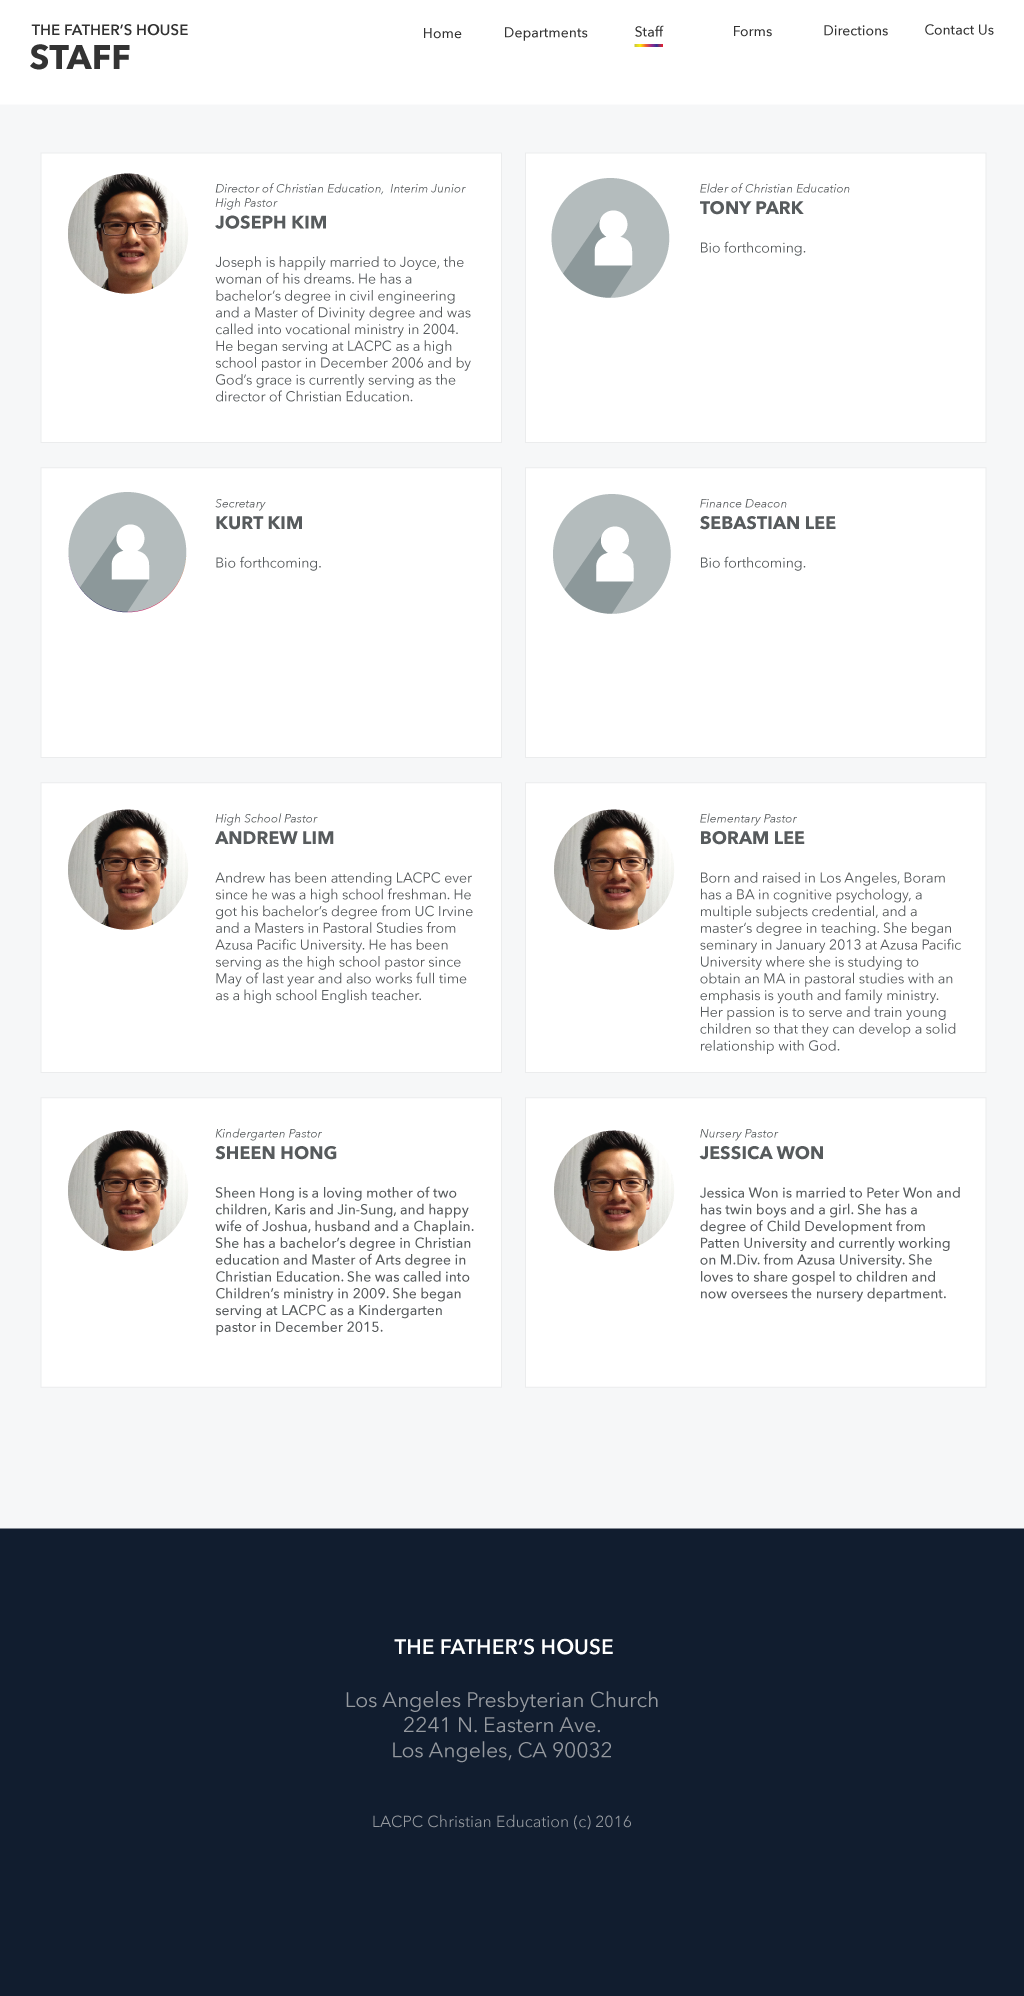 THE FATHER'S HOUSE
STAFF
Home
Departments
Staff
Forms
Directions
Contact Us
Director of Christian Education,  Interim Junior
High Pastor
JOSEPH KIM
Joseph is happily married to Joyce, the
woman of his dreams. He has a
bachelor's degree in civil engineering
and a Master of Divinity degree and was
called into vocational ministry in 2004.
He began serving at LACPC as a high
school pastor in December 2006 and by
God's grace is currently serving as the
director of Christian Education.
Elder of Christian Education
TONY PARK
Bio forthcoming.
Secretary
KURT KIM
Bio forthcoming.
Finance Deacon
SEBASTIAN LEE
Bio forthcoming.
High School Pastor
ANDREW LIM
Andrew has been attending LACPC ever
since he was a high school freshman. He
got his bachelor's degree from UC Irvine
and a Masters in Pastoral Studies from
Azusa Pacific University. He has been
serving as the high school pastor since
May of last year and also works full time
as a high school English teacher.
Elementary Pastor
BORAM LEE
Born and raised in Los Angeles, Boram
has a BA in cognitive psychology, a
multiple subjects credential, and a
master's degree in teaching. She began
seminary in January 2013 at Azusa Pacific
University where she is studying to
obtain an MA in pastoral studies with an
emphasis is youth and family ministry.
Her passion is to serve and train young
children so that they can develop a solid
relationship with God.
Kindergarten Pastor
SHEEN HONG
Sheen Hong is a loving mother of two
children, Karis and Jin-Sung, and happy
wife of Joshua, husband and a Chaplain.
She has a bachelor's degree in Christian
education and Master of Arts degree in
Christian Education. She was called into
Children's ministry in 2009. She began
serving at LACPC as a Kindergarten
pastor in December 2015.
Nursery Pastor
JESSICA WON
Jessica Won is married to Peter Won and
has twin boys and a girl. She has a
degree of Child Development from
Patten University and currently working
on M.Div. from Azusa University. She
loves to share gospel to children and
now oversees the nursery department.
THE FATHER'S HOUSE
Los Angeles Presbyterian Church
2241 N. Eastern Ave.
Los Angeles, CA 90032
LACPC Christian Education (c) 2016